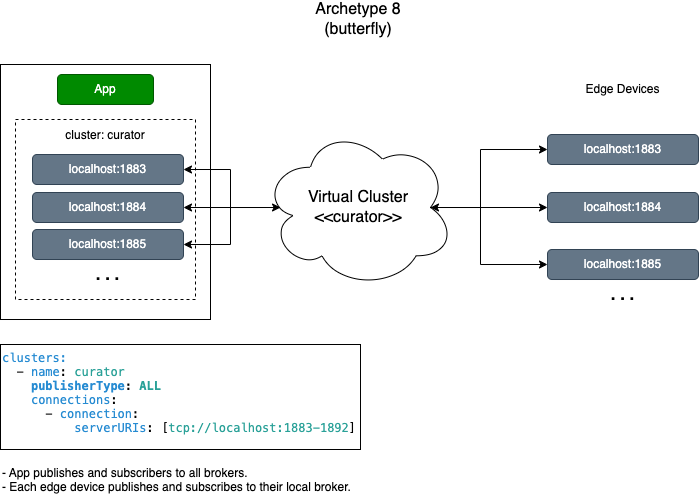 Archetype 8
(butterfly)
App
Edge Devices
cluster: curator
localhost:1883
localhost:1884
localhost:1885
. . .
Virtual Cluster
<<curator>>
localhost:1883
localhost:1884
localhost:1885
. . .
clusters:
  - name: curator
    publisherType: ALL
    connections:
      - connection:
          serverURIs: [tcp://localhost:1883-1892]
- App publishes and subscribers to all brokers.
- Each edge device publishes and subscribes to their local broker.